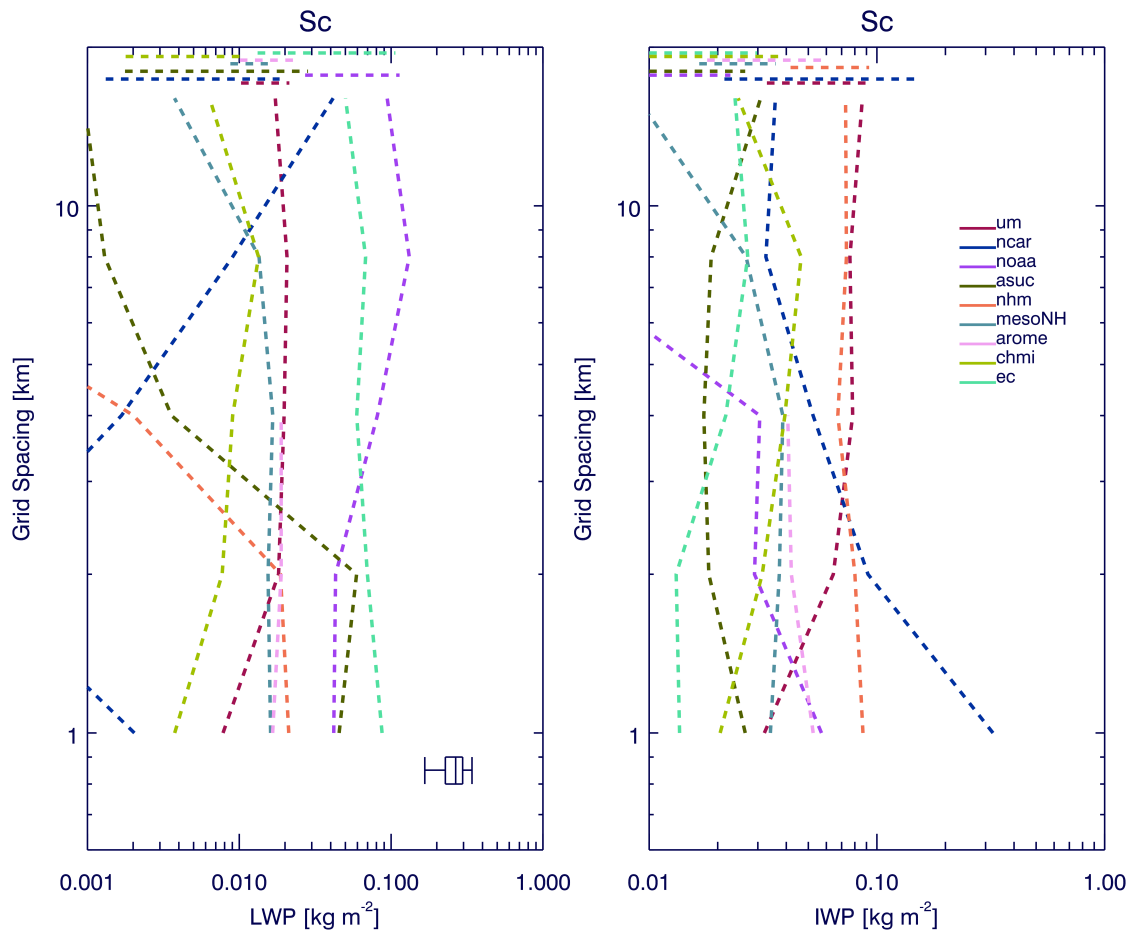 Sc
Grid Spacing [km]
10
1
0.001 0.010 0.100 1.000
LWP [kg m-2]
Sc
Grid Spacing [km]
10
1
um
ncar
noaa
asuc
nhm
mesoNH
arome
chmi
ec
0.01 0.10 1.00
IWP [kg m-2]